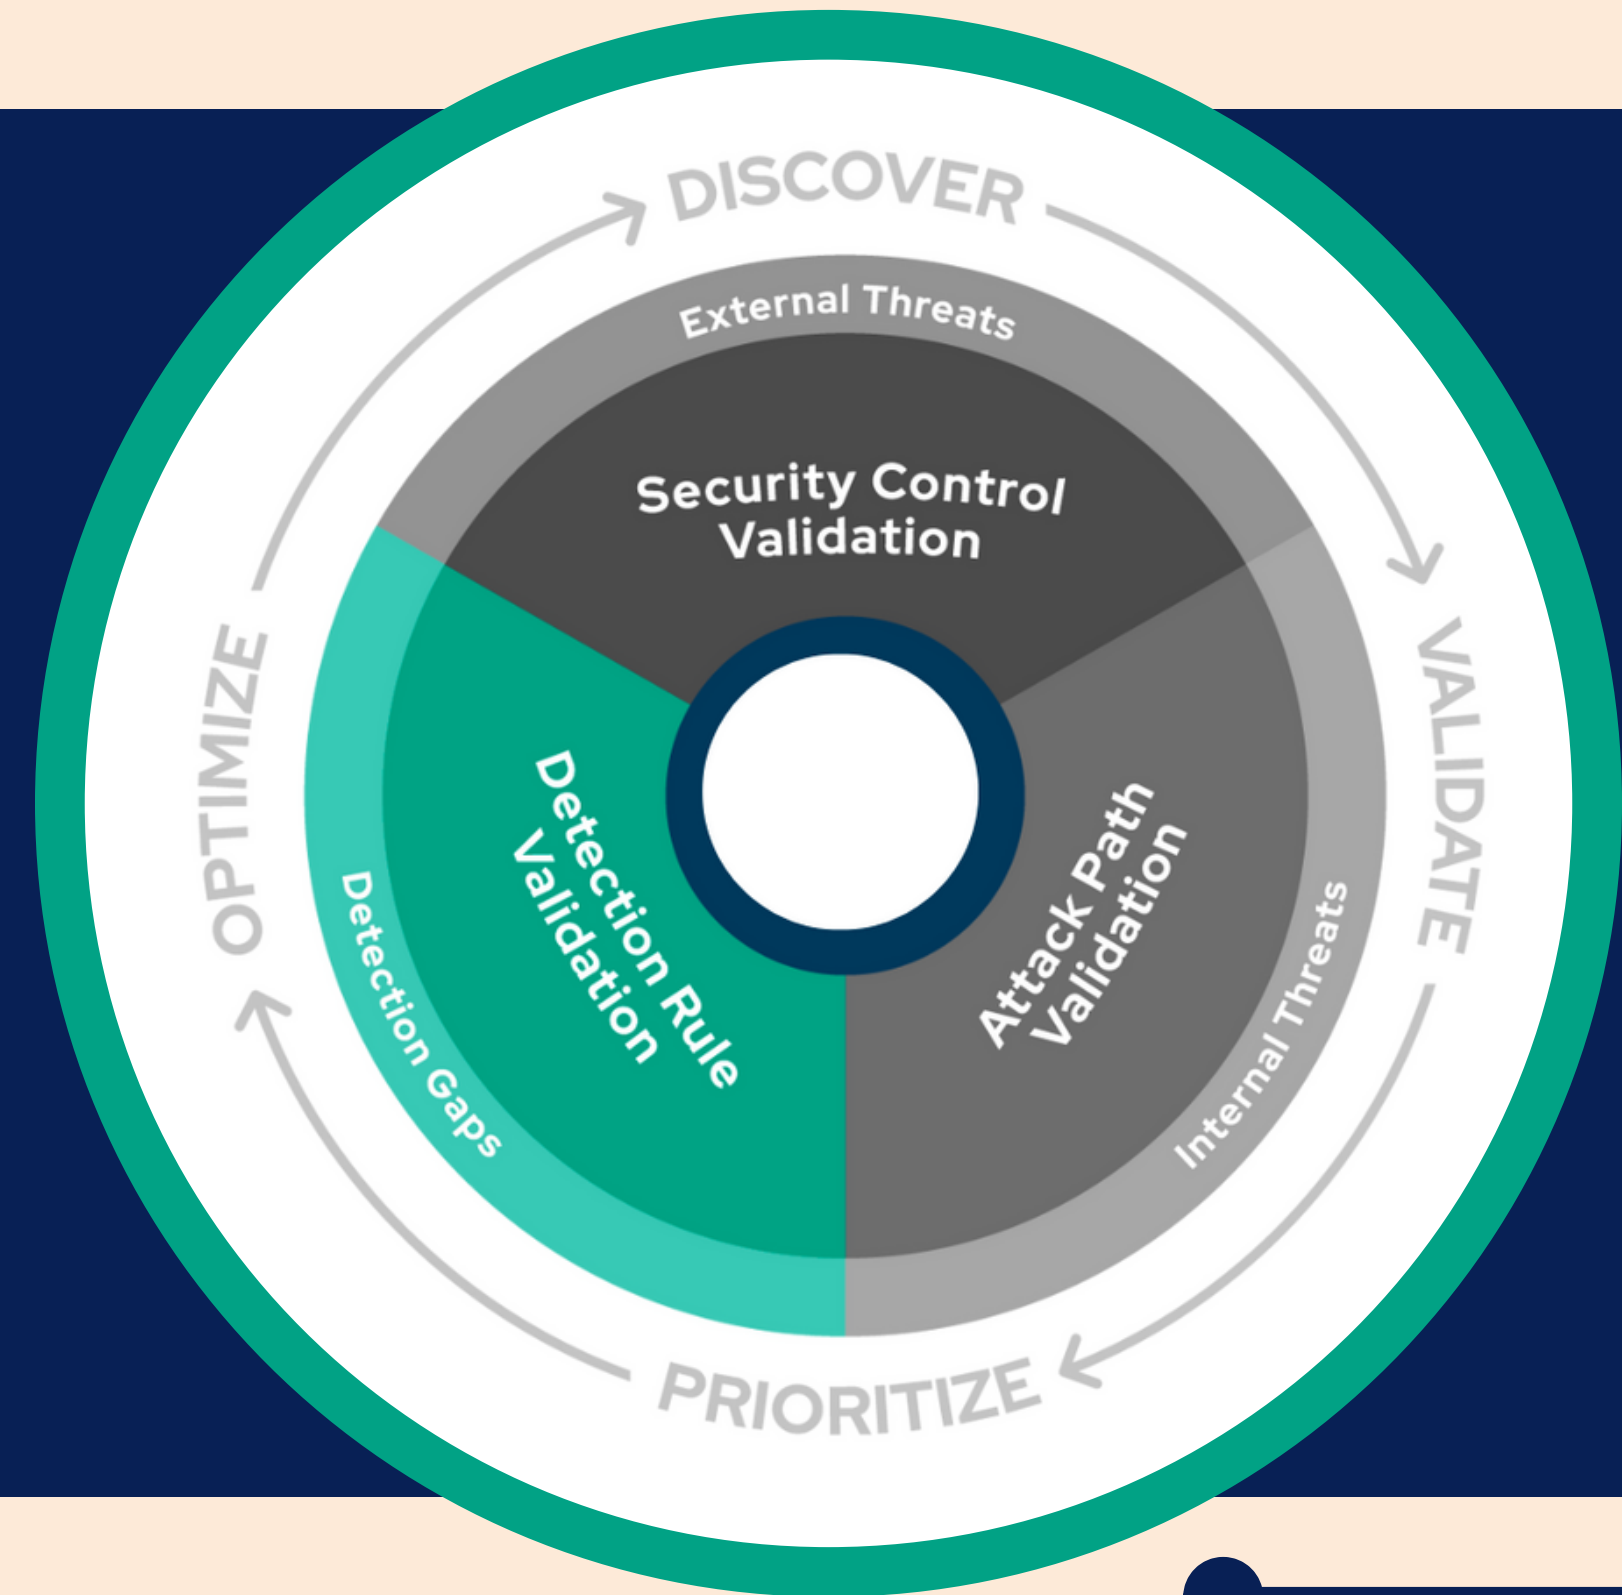 DISCOVER
External Threats
Security Control
Validation
VALIDATE
Attack Path
Validation
Internal Threats
PRIORITIZE
OPTIMIZE
Detection Rule
Validation
Detection Gaps